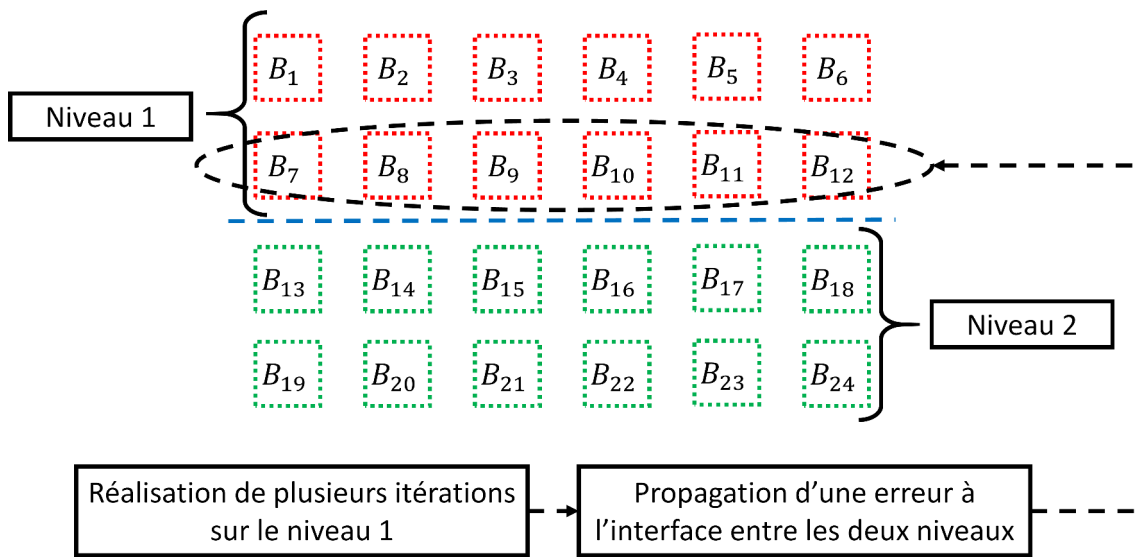 B₁ B₂ B₃ B₄ B₅ B₆
Niveau 1
B₇ B₈ B₉ B₁₀ B₁₁ B₁₂
B₁₃ B₁₄ B₁₅ B₁₆ B₁₇ B₁₈
Niveau 2
B₁₉ B₂₀ B₂₁ B₂₂ B₂₃ B₂₄
Réalisation de plusieurs itérations
sur le niveau 1
Propagation d'une erreur à
l'interface entre les deux niveaux